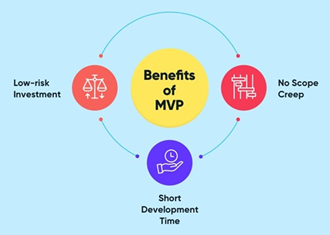 Benefits
of
MVP
Low-risk
Investment
No Scope
Creep
Short
Development
Time